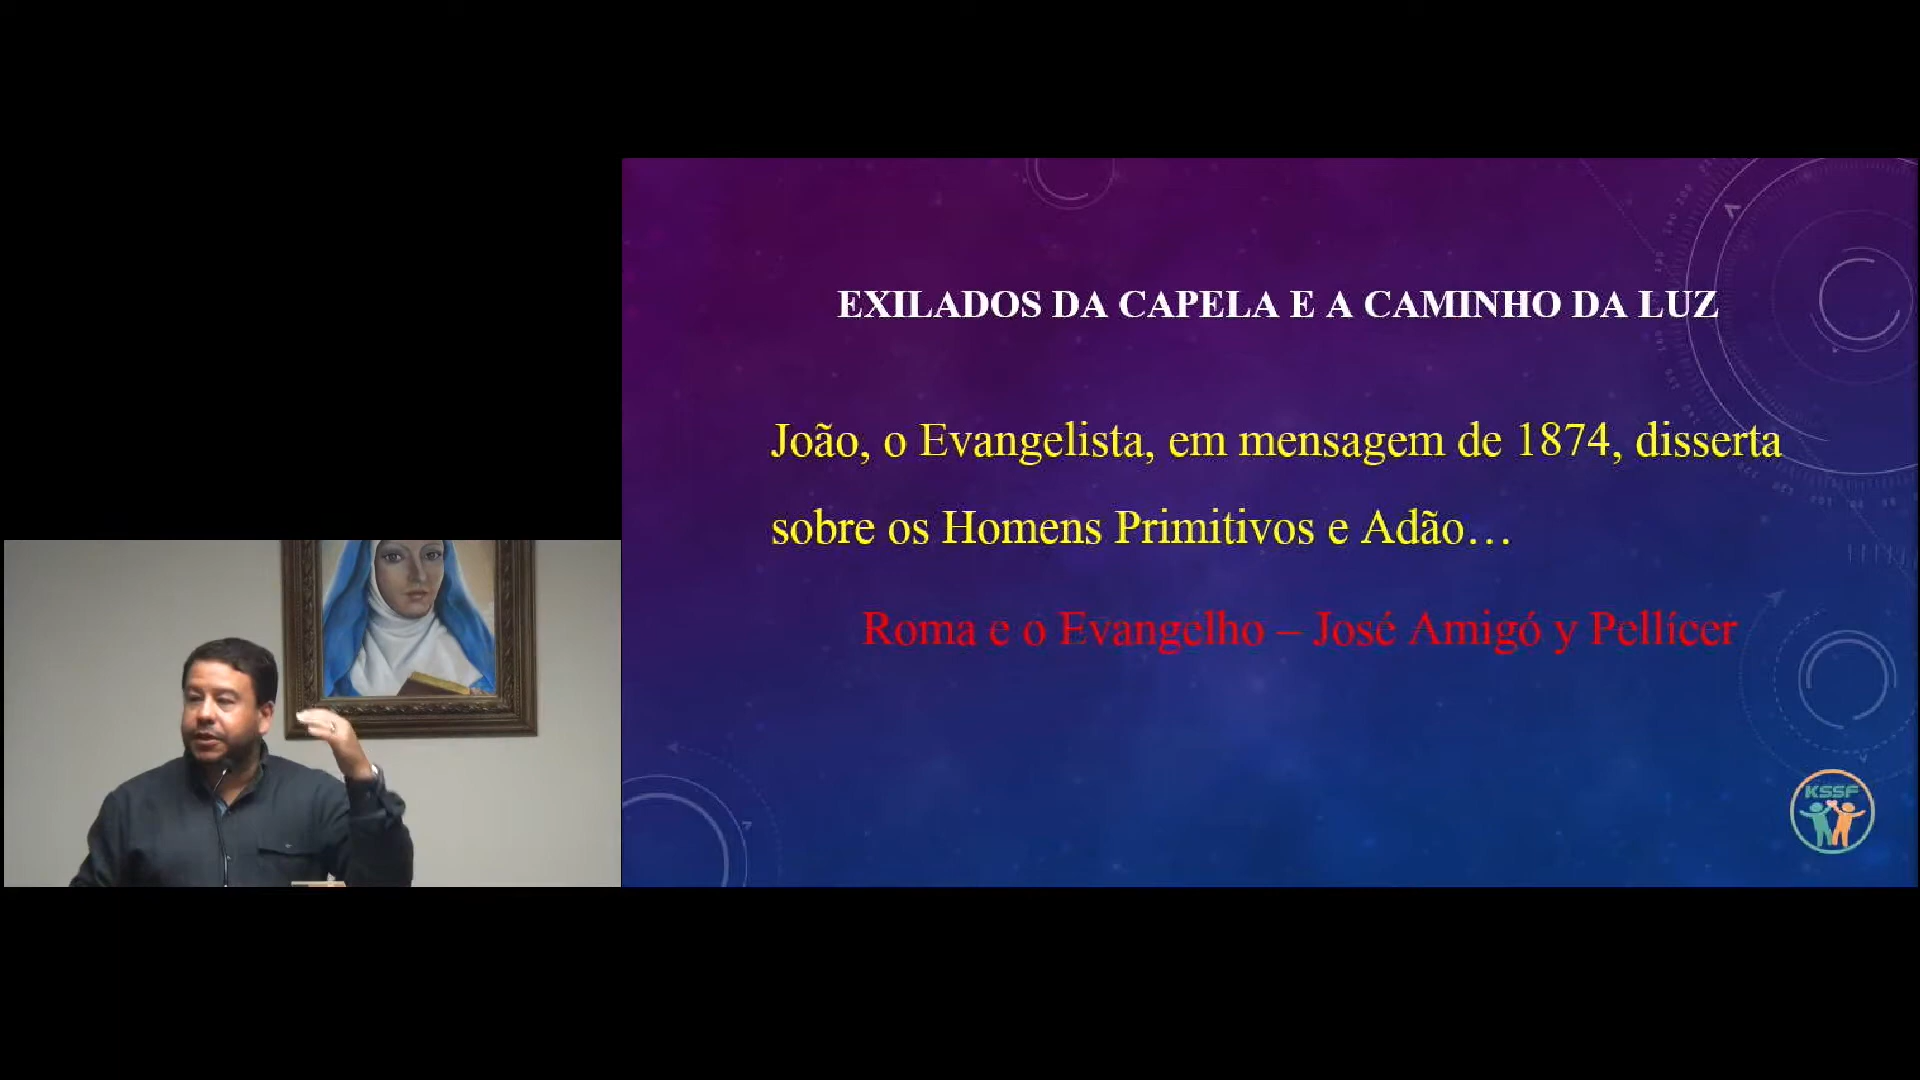 EXILADOS DA CAPELA E A CAMINHO DA LUZ
João, o Evangelista, em mensagem de 1874, disserta
sobre os Homens Primitivos e Adão…
Roma e o Evangelho – José Amigó y Pellícer
KSSF